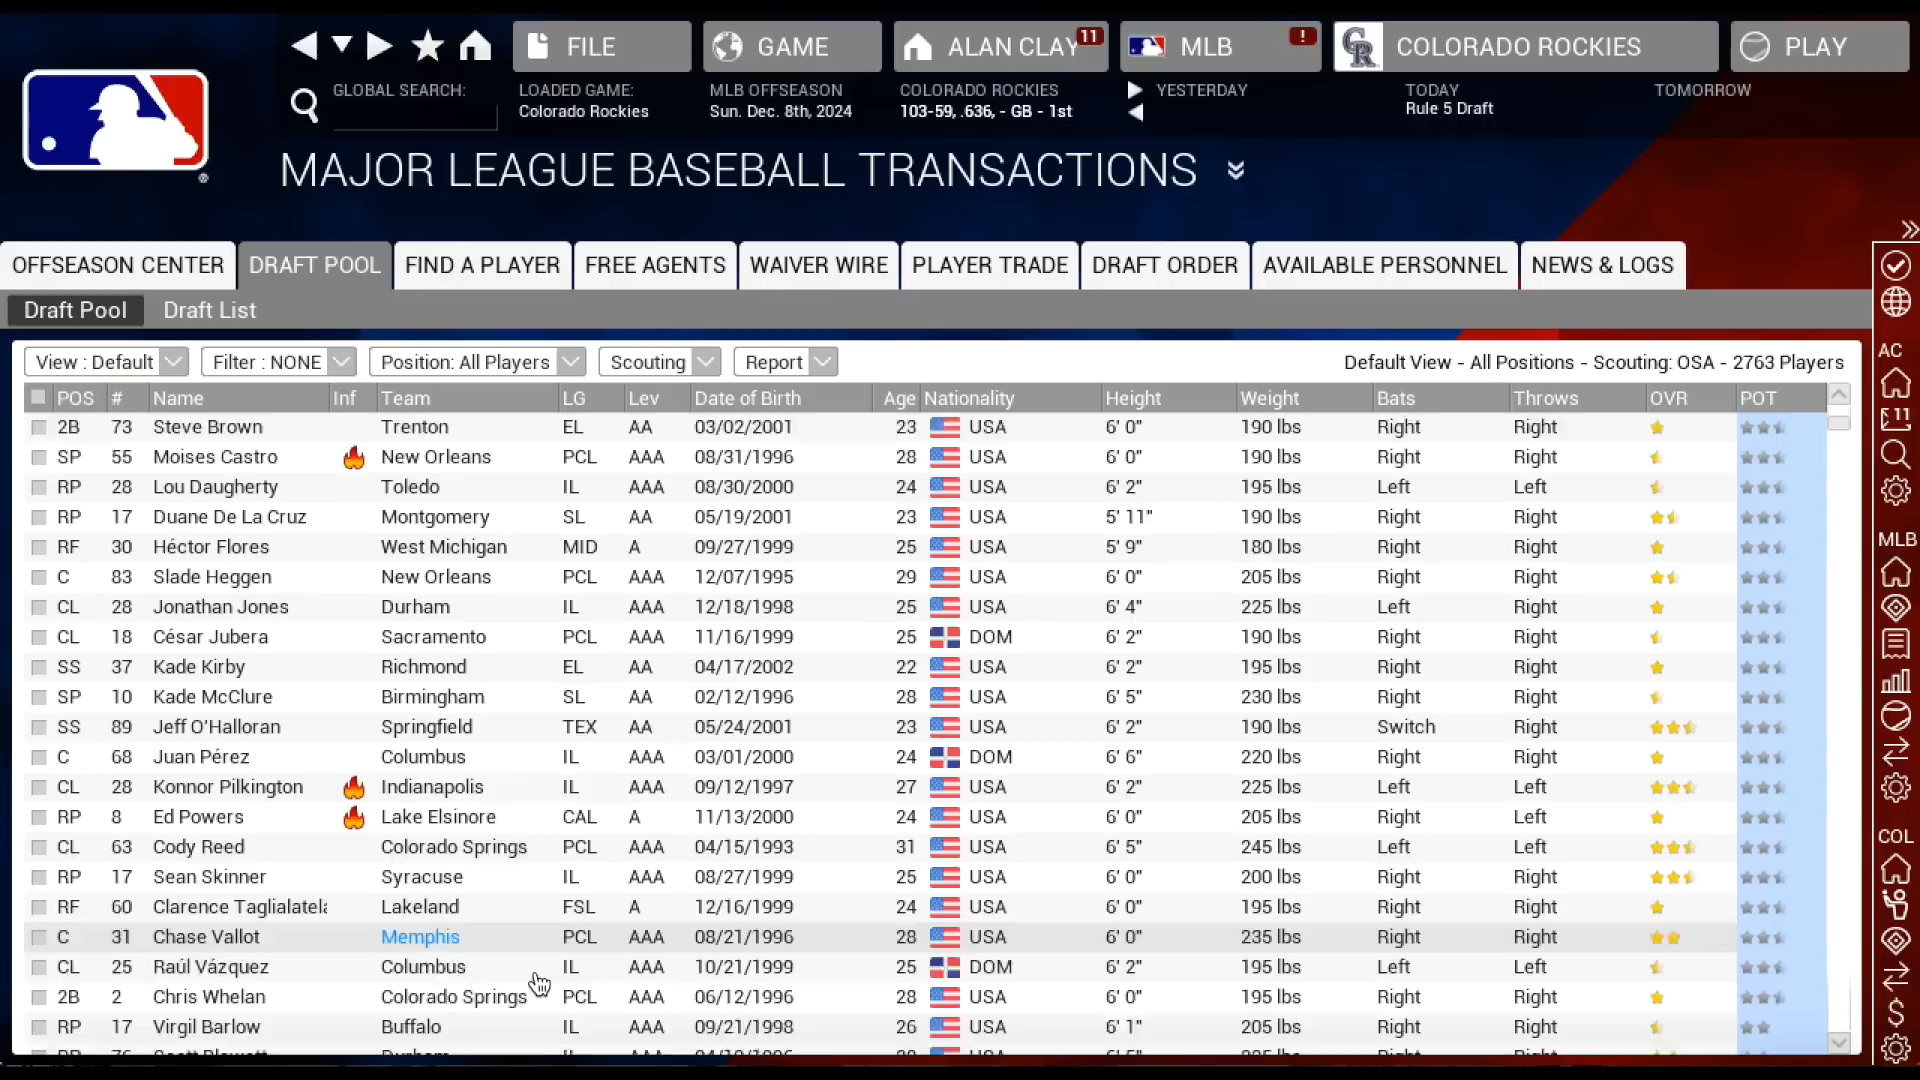 FILE GAME ALAN CLAY 11 MLB ! COLORADO ROCKIES PLAY
GLOBAL SEARCH: LOADED GAME: MLB OFFSEASON COLORADO ROCKIES YESTERDAY TODAY TOMORROW
Colorado Rockies Sun. Dec. 8th, 2024 103-59, .636, - GB - 1st Rule 5 Draft
MAJOR LEAGUE BASEBALL TRANSACTIONS
OFFSEASON CENTER DRAFT POOL FIND A PLAYER FREE AGENTS WAIVER WIRE PLAYER TRADE DRAFT ORDER AVAILABLE PERSONNEL NEWS & LOGS
Draft Pool Draft List
View : Default Filter : NONE Position: All Players Scouting Report Default View - All Positions - Scouting: OSA - 2763 Players
POS # Name Inf Team LG Lev Date of Birth Age Nationality Height Weight Bats Throws OVR POT
2B 73 Steve Brown Trenton EL AA 03/02/2001 23 USA 6' 0" 190 lbs Right Right
SP 55 Moises Castro New Orleans PCL AAA 08/31/1996 28 USA 6' 0" 190 lbs Right Right
RP 28 Lou Daugherty Toledo IL AAA 08/30/2000 24 USA 6' 2" 195 lbs Left Left
RP 17 Duane De La Cruz Montgomery SL AA 05/19/2001 23 USA 5' 11" 190 lbs Right Right
RF 30 Héctor Flores West Michigan MID A 09/27/1999 25 USA 5' 9" 180 lbs Right Right
C 83 Slade Heggen New Orleans PCL AAA 12/07/1995 29 USA 6' 0" 205 lbs Right Right
CL 28 Jonathan Jones Durham IL AAA 12/18/1998 25 USA 6' 4" 225 lbs Left Right
CL 18 César Jubera Sacramento PCL AAA 11/16/1999 25 DOM 6' 2" 190 lbs Right Right
SS 37 Kade Kirby Richmond EL AA 04/17/2002 22 USA 6' 2" 195 lbs Right Right
SP 10 Kade McClure Birmingham SL AA 02/12/1996 28 USA 6' 5" 230 lbs Right Right
SS 89 Jeff O'Halloran Springfield TEX AA 05/24/2001 23 USA 6' 2" 190 lbs Switch Right
C 68 Juan Pérez Columbus IL AAA 03/01/2000 24 DOM 6' 6" 220 lbs Right Right
CL 28 Konnor Pilkington Indianapolis IL AAA 09/12/1997 27 USA 6' 2" 225 lbs Left Left
RP 8 Ed Powers Lake Elsinore CAL A 11/13/2000 24 USA 6' 0" 205 lbs Right Left
CL 63 Cody Reed Colorado Springs PCL AAA 04/15/1993 31 USA 6' 5" 245 lbs Left Left
RP 17 Sean Skinner Syracuse IL AAA 08/27/1999 25 USA 6' 0" 200 lbs Right Right
RF 60 Clarence Taglialatela Lakeland FSL A 12/16/1999 24 USA 6' 0" 195 lbs Right Right
C 31 Chase Vallot Memphis PCL AAA 08/21/1996 28 USA 6' 0" 235 lbs Right Right
CL 25 Raúl Vázquez Columbus IL AAA 10/21/1999 25 DOM 6' 2" 195 lbs Left Left
2B 2 Chris Whelan Colorado Springs PCL AAA 06/12/1996 28 USA 6' 0" 195 lbs Right Right
RP 17 Virgil Barlow Buffalo IL AAA 09/21/1998 26 USA 6' 1" 205 lbs Right Right
AC
11
MLB
COL
$